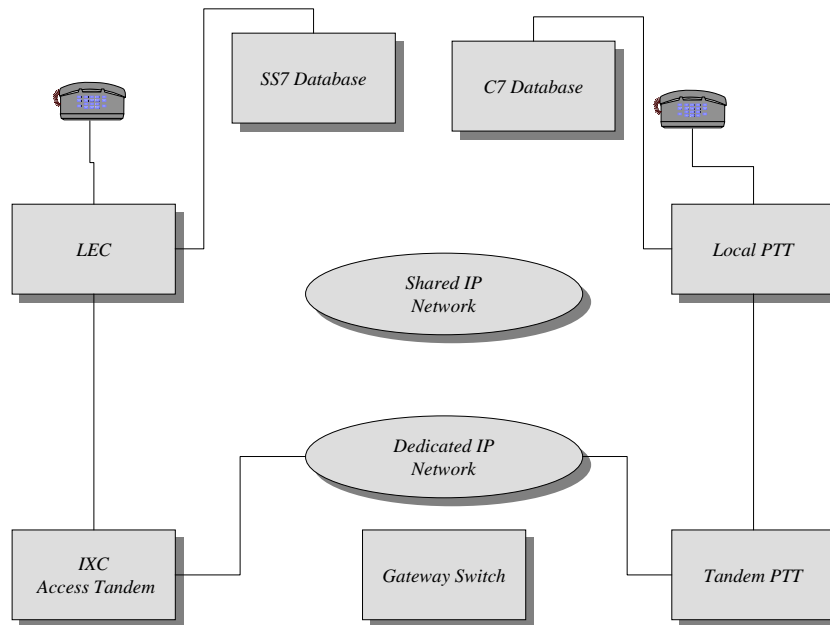 SS7 Database
C7 Database
LEC
Local PTT
Shared IP
Network
Dedicated IP
Network
IXC
Access Tandem
Gateway Switch
Tandem PTT